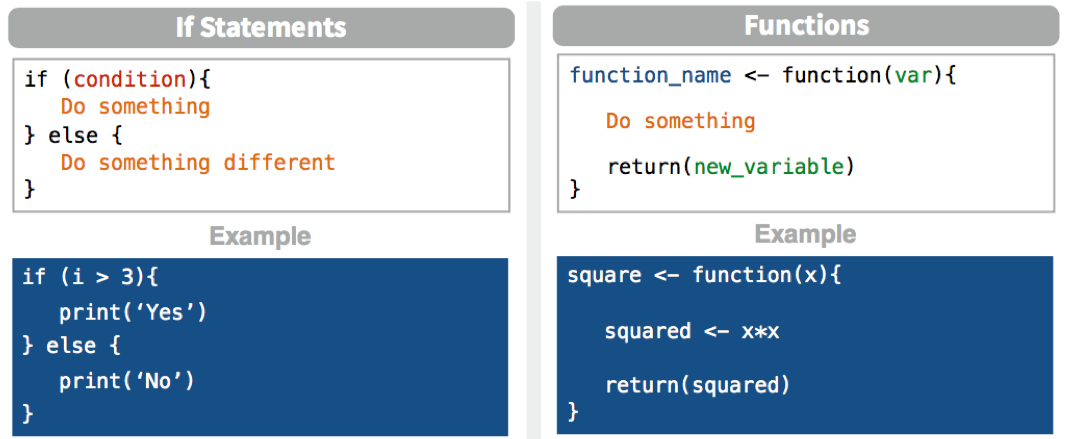 If Statements
if (condition){
Do something
} else {
Do something different
}
Example
if (i > 3){
print(‘Yes’)
} else {
print(‘No’)
}
Functions
function_name <- function(var){
Do something
return(new_variable)
}
Example
square <- function(x){
squared <- x*x
return(squared)
}